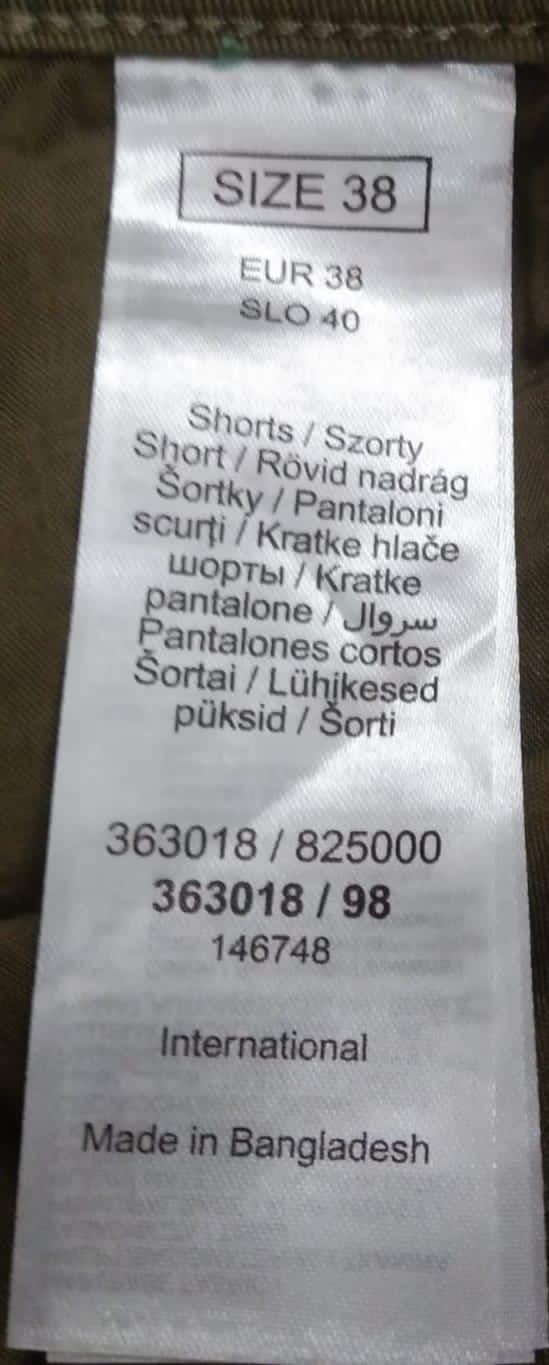 SIZE 38
EUR 38
SLO 40
Shorts / Szorty
Short / Rövid nadrág
Šortky / Pantaloni
scurţi / Kratke hlače
шорты / Kratke
pantalone / سروال
Pantalones cortos
Šortai / Lühikesed
püksid / Šorti
363018 / 825000
363018 / 98
146748
International
Made in Bangladesh